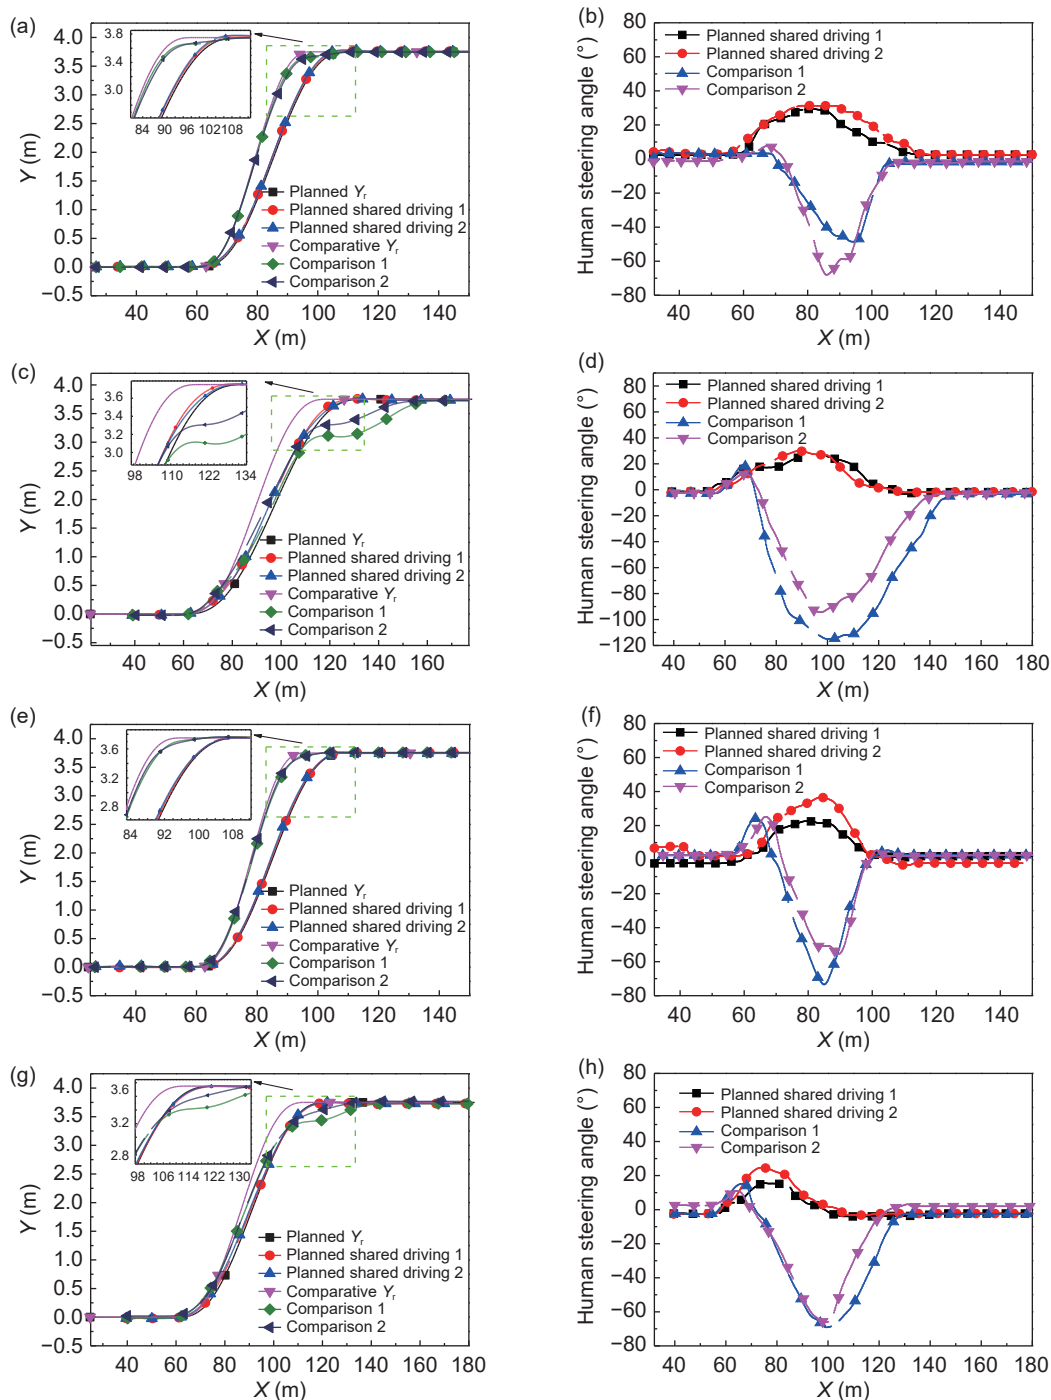 (a)
4.0
3.5
3.0
2.5
2.0
1.5
1.0
0.5
0.0
−0.5
Y (m)
3.6
3.2
2.8
84 90 96 102 108
Planned Yr
Planned shared driving 1
Planned shared driving 2
Comparative Yr
Comparison 1
Comparison 2
40 60 80 100 120 140
X (m)
(b)
80
60
40
20
0
−20
−40
−60
−80
Human steering angle (°)
Planned shared driving 1
Planned shared driving 2
Comparison 1
Comparison 2
40 60 80 100 120 140 160 180
X (m)
(c)
4.0
3.5
3.0
2.5
2.0
1.5
1.0
0.5
0.0
−0.5
Y (m)
3.6
3.4
3.2
3.1
2.9
98 110 122 134
Planned Yr
Planned shared driving 1
Planned shared driving 2
Comparative Yr
Comparison 1
Comparison 2
40 60 80 100 120 140 160
X (m)
(d)
80
60
40
20
0
−20
−40
−60
−80
−100
−120
Human steering angle (°)
Planned shared driving 1
Planned shared driving 2
Comparison 1
Comparison 2
40 60 80 100 120 140 160 180
X (m)
(e)
4.0
3.5
3.0
2.5
2.0
1.5
1.0
0.5
0.0
−0.5
Y (m)
3.6
3.2
2.8
2.7
84 92 100 108
Planned Yr
Planned shared driving 1
Planned shared driving 2
Comparative Yr
Comparison 1
Comparison 2
40 60 80 100 120 140
X (m)
(f)
80
60
40
20
0
−20
−40
−60
−80
Human steering angle (°)
Planned shared driving 1
Planned shared driving 2
Comparison 1
Comparison 2
40 60 80 100 120 140 160 180
X (m)
(g)
4.0
3.5
3.0
2.5
2.0
1.5
1.0
0.5
0.0
−0.5
Y (m)
3.6
3.2
2.8
98 106 114 122 130
Planned Yr
Planned shared driving 1
Planned shared driving 2
Comparative Yr
Comparison 1
Comparison 2
40 60 80 100 120 140 160 180
X (m)
(h)
80
60
40
20
0
−20
−40
−60
−80
Human steering angle (°)
Planned shared driving 1
Planned shared driving 2
Comparison 1
Comparison 2
40 60 80 100 120 140 160 180
X (m)